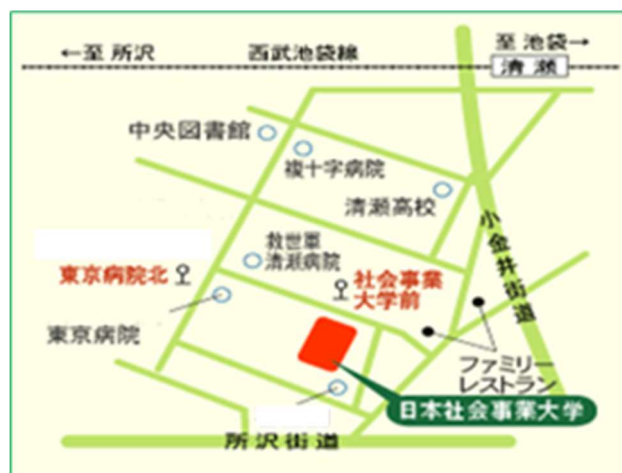 ←至 所沢
西武池袋線
至 池袋→
清瀬
中央図書館
複十字病院
清瀬高校
小金井街道
救世軍
清瀬病院
東京病院北
社会事業
大学前
東京病院
ファミリー
レストラン
日本社会事業大学
所沢街道